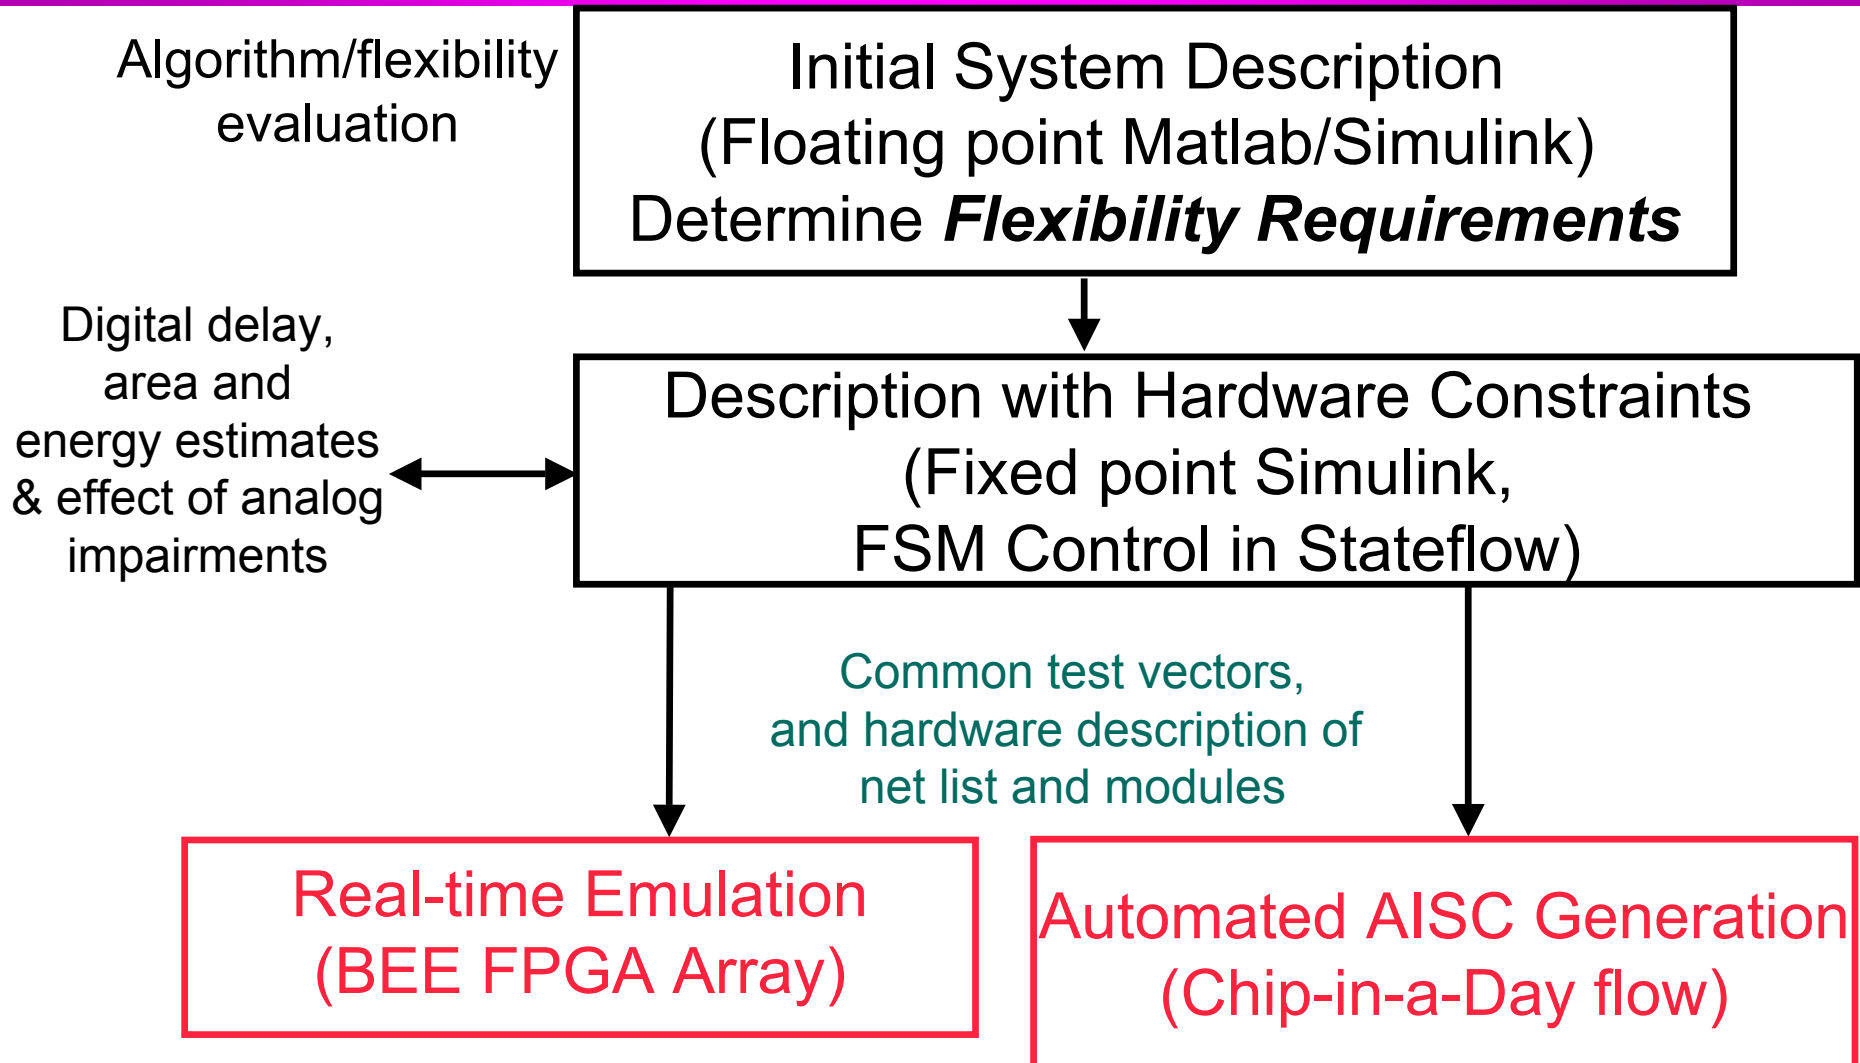 Algorithm/flexibility
evaluation
Initial System Description
(Floating point Matlab/Simulink)
Determine Flexibility Requirements
Digital delay,
area and
energy estimates
& effect of analog
impairments
Description with Hardware Constraints
(Fixed point Simulink,
FSM Control in Stateflow)
Common test vectors,
and hardware description of
net list and modules
Real-time Emulation
(BEE FPGA Array)
Automated AISC Generation
(Chip-in-a-Day flow)